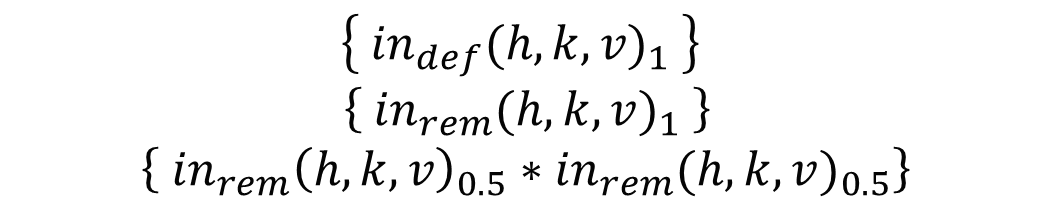 { in_def(h, k, v)_1 }
{ in_rem(h, k, v)_1 }
{ in_rem(h, k, v)_0.5 * in_rem(h, k, v)_0.5}